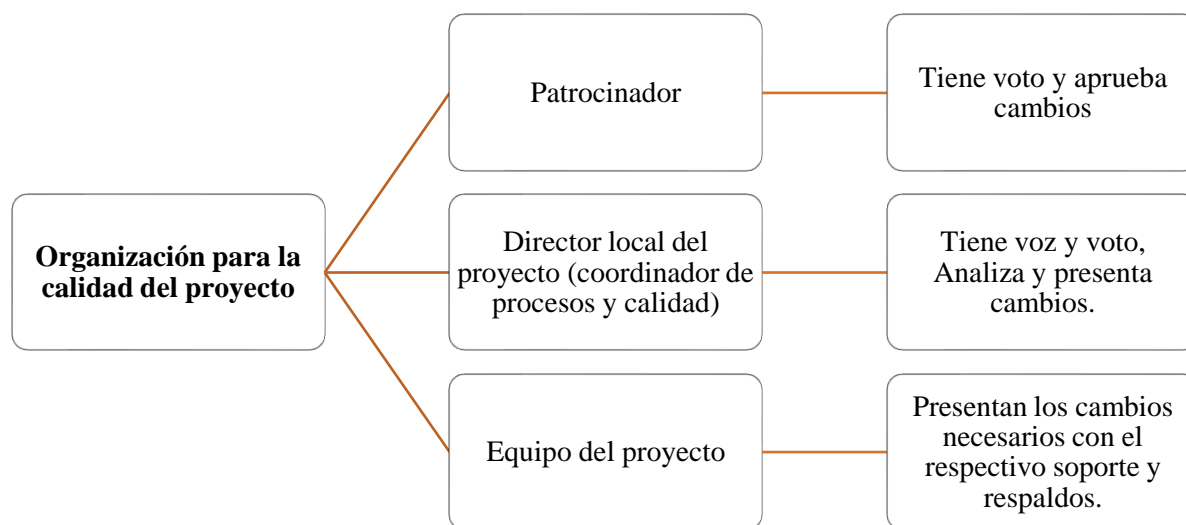 Organización para la
calidad del proyecto
Patrocinador
Tiene voto y aprueba
cambios
Director local del
proyecto (coordinador de
procesos y calidad)
Tiene voz y voto,
Analiza y presenta
cambios.
Equipo del proyecto
Presentan los cambios
necesarios con el
respectivo soporte y
respaldos.